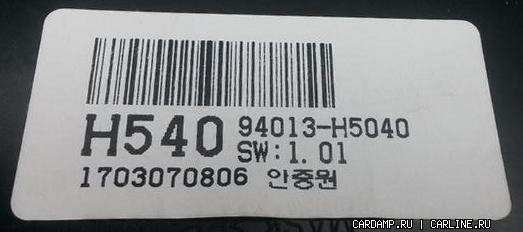 H540 94013-H5040
SW:1.01
1703070806 안중원
CARDAMP.RU | CARLINE.RU